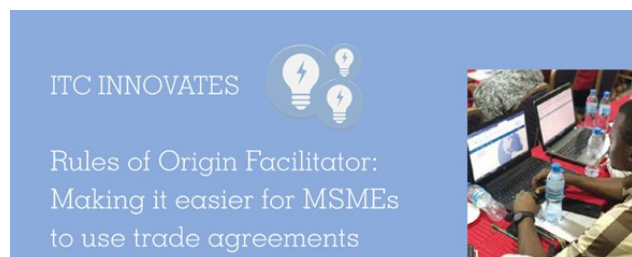 ITC INNOVATES
Rules of Origin Facilitator:
Making it easier for MSMEs
to use trade agreements